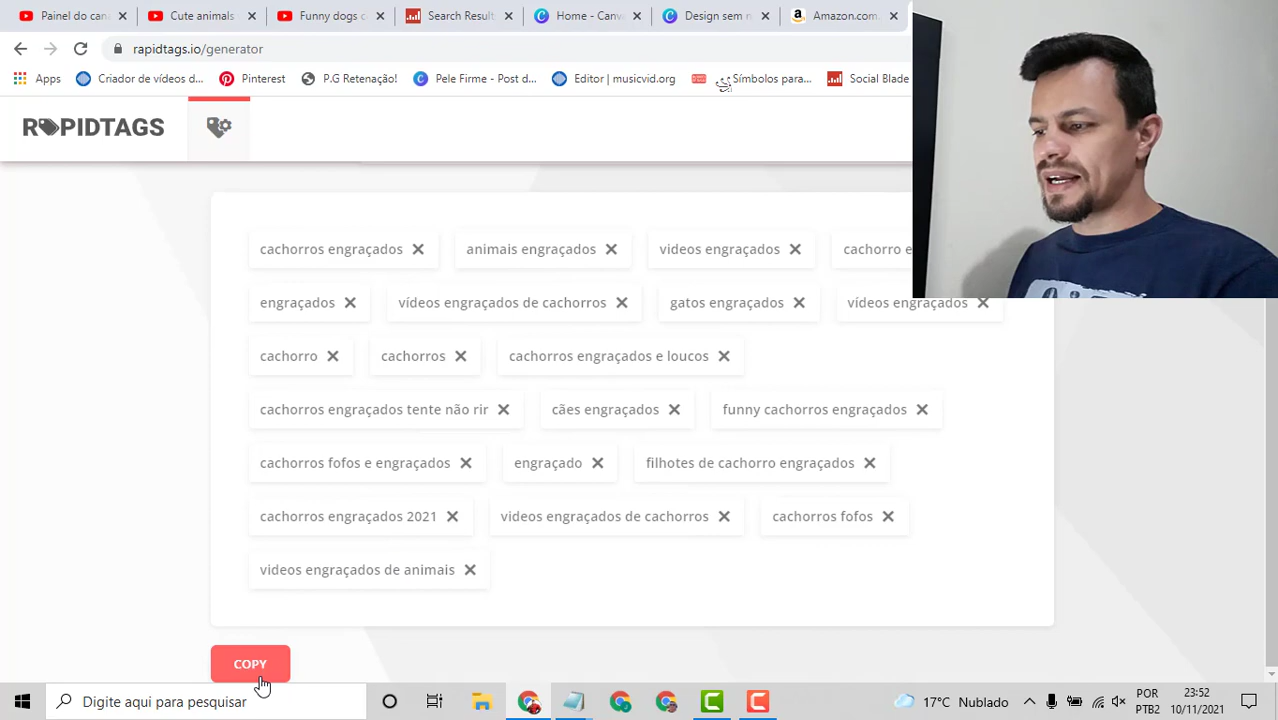 Painel do cana
Cute animals
Funny dogs c
Search Result
Home - Canva
Design sem n
Amazon.com
rapidtags.io/generator
Apps
Criador de vídeos d...
Pinterest
P.G Retenação!
Pele Firme - Post d...
Editor | musicvid.org
Símbolos para...
Social Blade
RAPIDTAGS
cachorros engraçados
animais engraçados
videos engraçados
cachorro e
engraçados
vídeos engraçados de cachorros
gatos engraçados
vídeos engraçados
cachorro
cachorros
cachorros engraçados e loucos
cachorros engraçados tente não rir
cães engraçados
funny cachorros engraçados
cachorros fofos e engraçados
engraçado
filhotes de cachorro engraçados
cachorros engraçados 2021
videos engraçados de cachorros
cachorros fofos
videos engraçados de animais
COPY
Digite aqui para pesquisar
17°C Nublado
POR
PTB2
23:52
10/11/2021